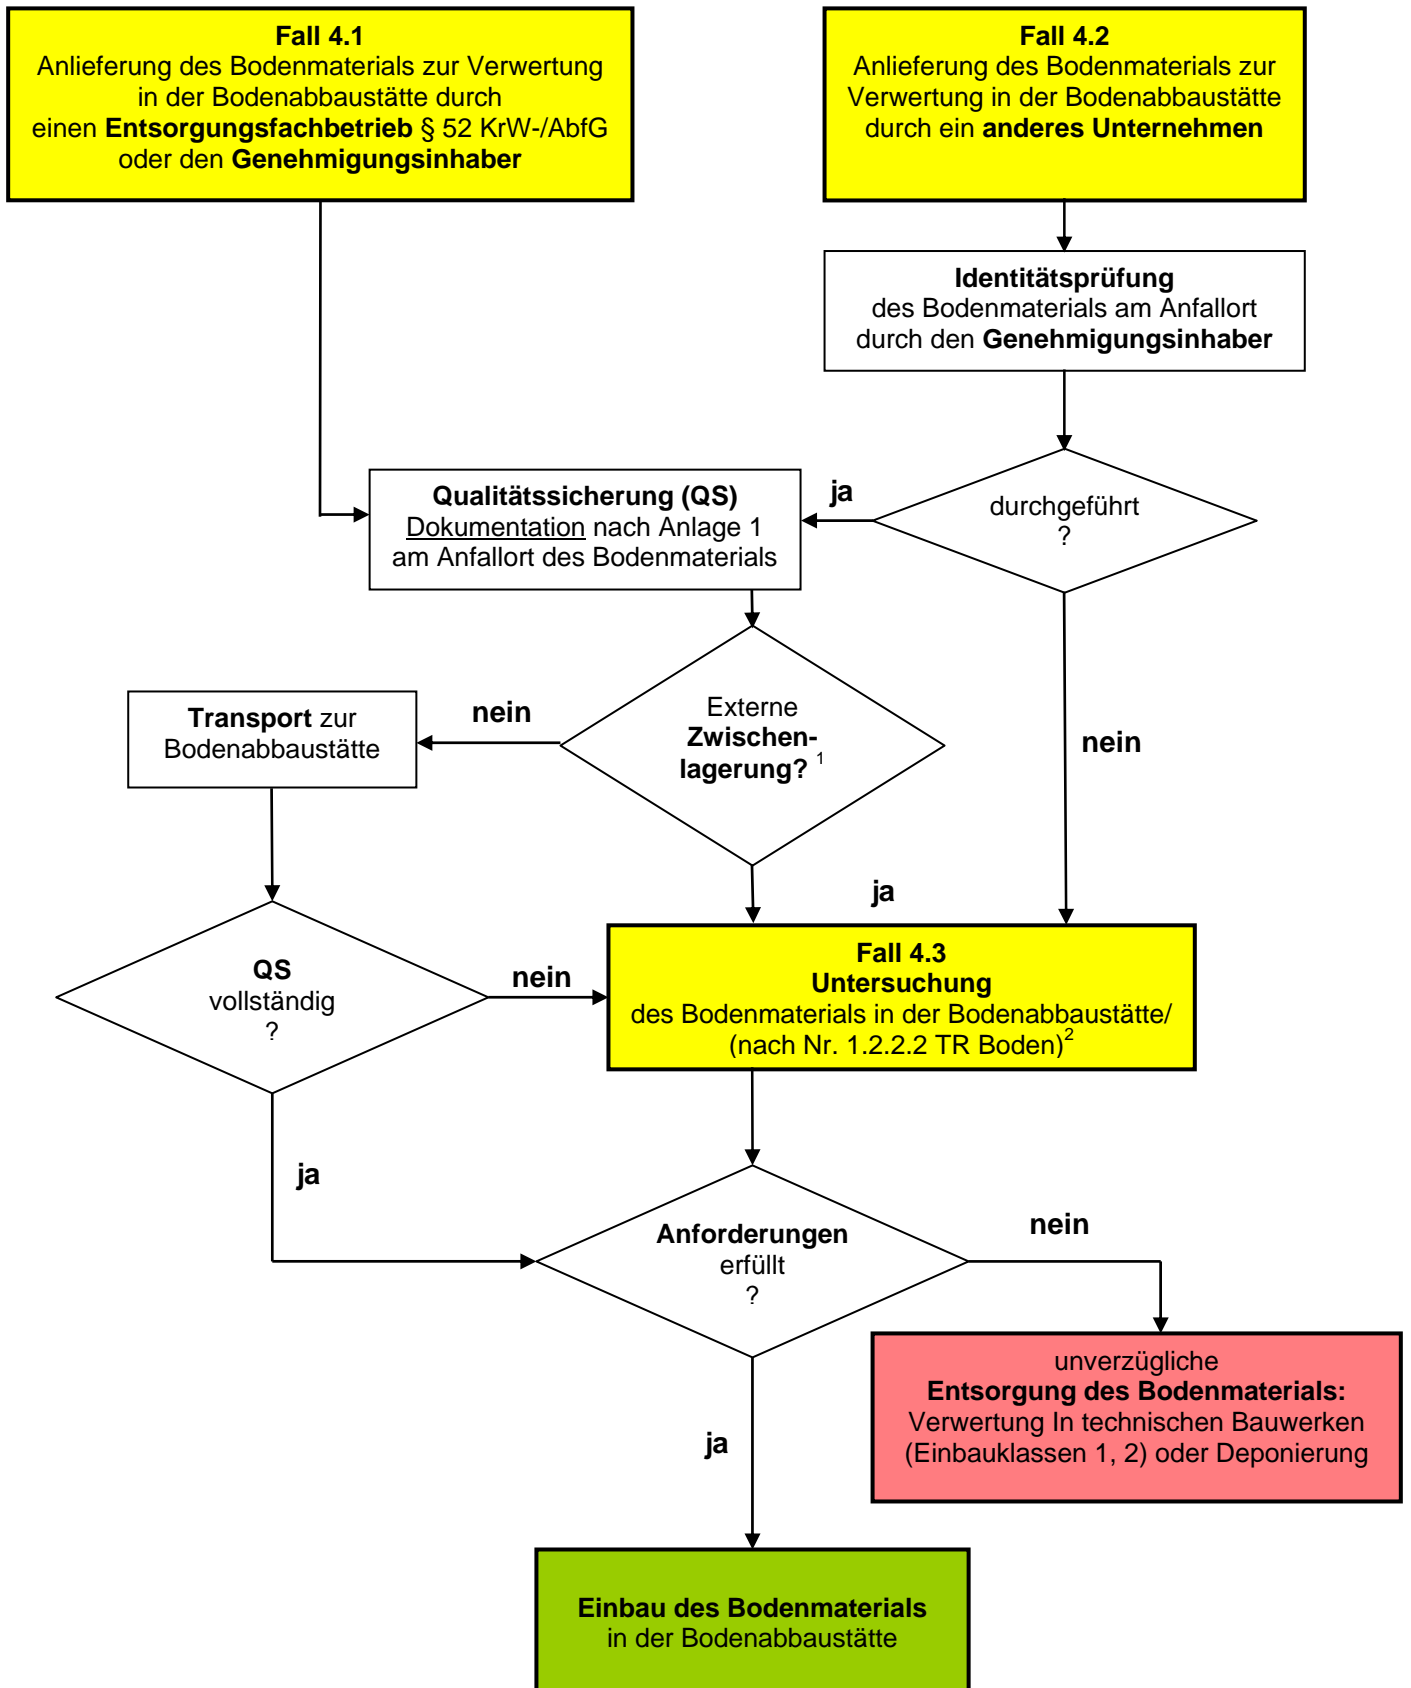 Fall 4.1
Anlieferung des Bodenmaterials zur Verwertung
in der Bodenabbaustätte durch
einen Entsorgungsfachbetrieb § 52 KrW-/AbfG
oder den Genehmigungsinhaber
Fall 4.2
Anlieferung des Bodenmaterials zur
Verwertung in der Bodenabbaustätte
durch ein anderes Unternehmen
Identitätsprüfung
des Bodenmaterials am Anfallort
durch den Genehmigungsinhaber
durchgeführt
?
ja
Qualitätssicherung (QS)
Dokumentation nach Anlage 1
am Anfallort des Bodenmaterials
nein
Externe
Zwischen-
lagerung? 1
nein
Transport zur
Bodenabbaustätte
ja
QS
vollständig
?
nein
Fall 4.3
Untersuchung
des Bodenmaterials in der Bodenabbaustätte/
(nach Nr. 1.2.2.2 TR Boden)2
ja
Anforderungen
erfüllt
?
nein
unverzügliche
Entsorgung des Bodenmaterials:
Verwertung In technischen Bauwerken
(Einbauklassen 1, 2) oder Deponierung
ja
Einbau des Bodenmaterials
in der Bodenabbaustätte